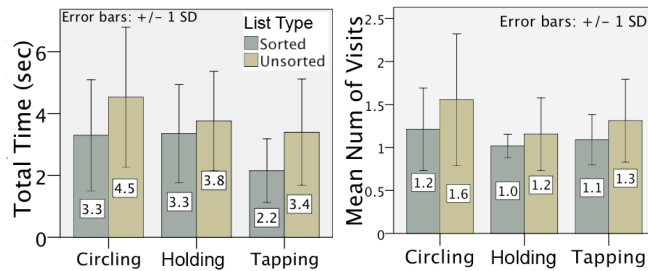 Error bars: +/- 1 SD
List Type
Sorted
Unsorted
Total Time (sec)
6
4
2
0
3.3
4.5
3.3
3.8
2.2
3.4
Circling
Holding
Tapping
Error bars: +/- 1 SD
Mean Num of Visits
2.5
2
1.5
1
0.5
0
1.2
1.6
1.0
1.2
1.1
1.3
Circling
Holding
Tapping